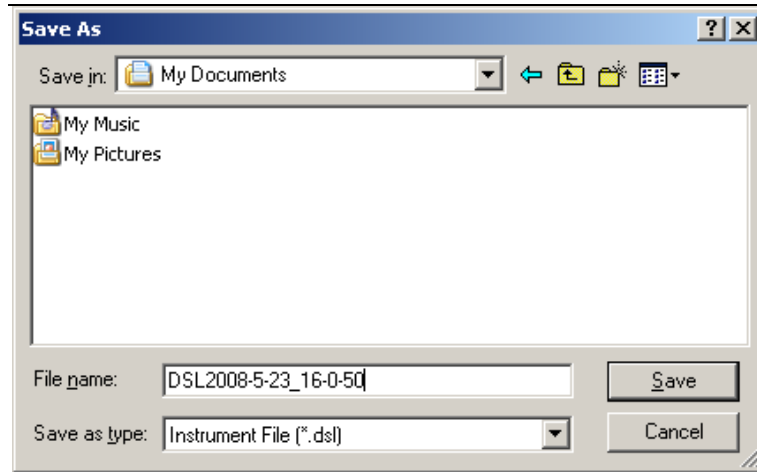 Save As
Save in: My Documents
My Music
My Pictures
File name: DSL2008-5-23_16-0-50 Save
Save as type: Instrument File (*.dsl) Cancel